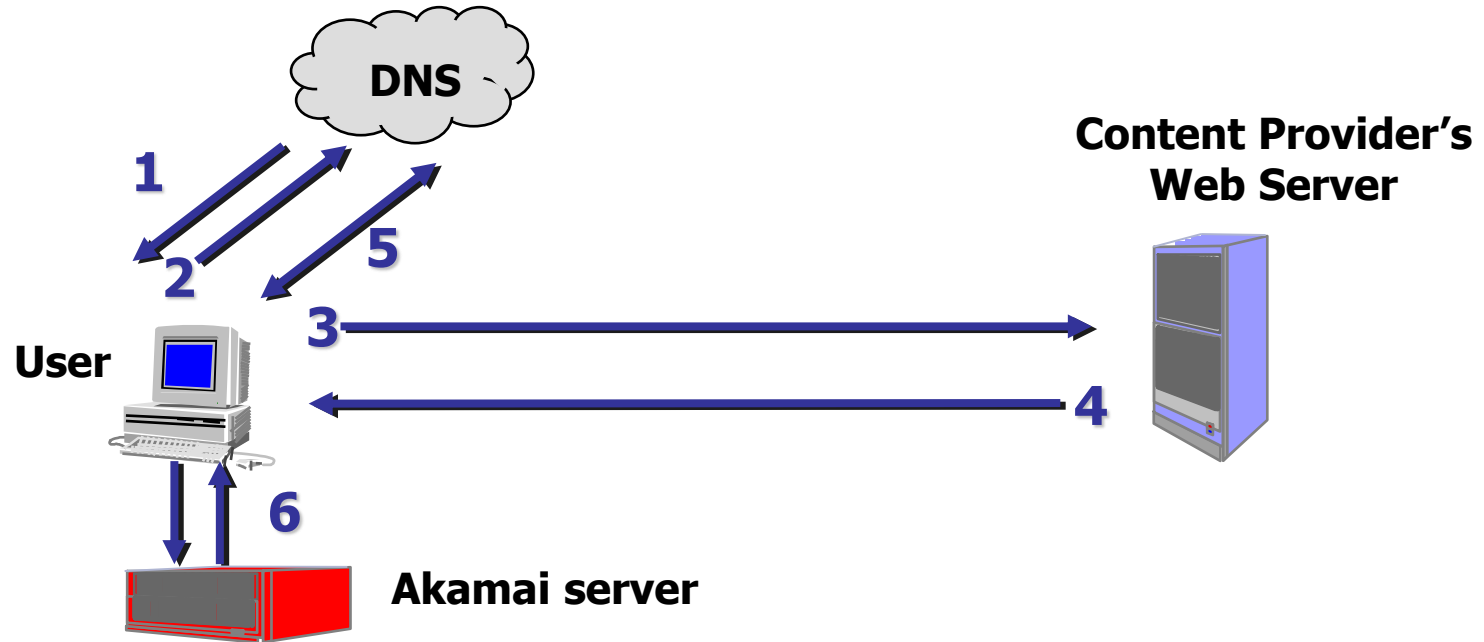 DNS
Content Provider’s
Web Server
1
2
5
3
User
4
6
Akamai server